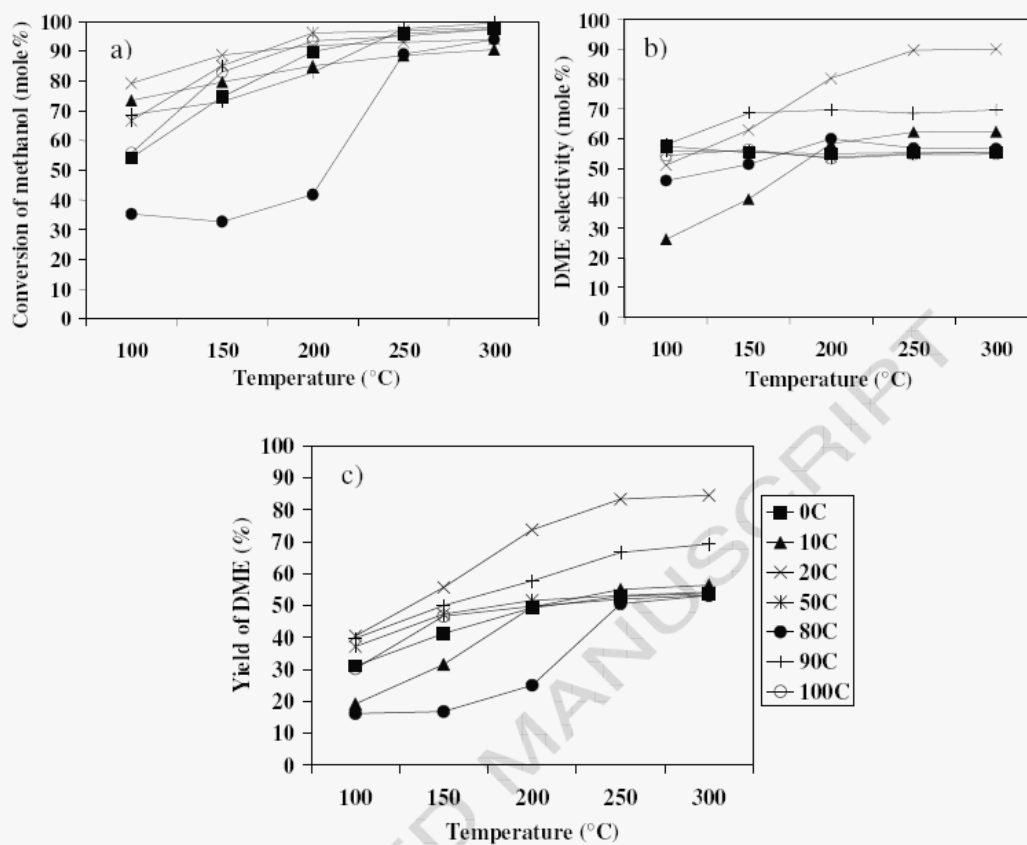 a)
Conversion of methanol (mole%)
100
90
80
70
60
50
40
30
20
10
0
100 150 200 250 300
Temperature (°C)
b)
DME selectivity (mole%)
100
90
80
70
60
50
40
30
20
10
0
100 150 200 250 300
Temperature (°C)
c)
Yield of DME (%)
100
90
80
70
60
50
40
30
20
10
0
100 150 200 250 300
Temperature (°C)
0C
10C
20C
50C
80C
90C
100C
ED MANUSCRIPT